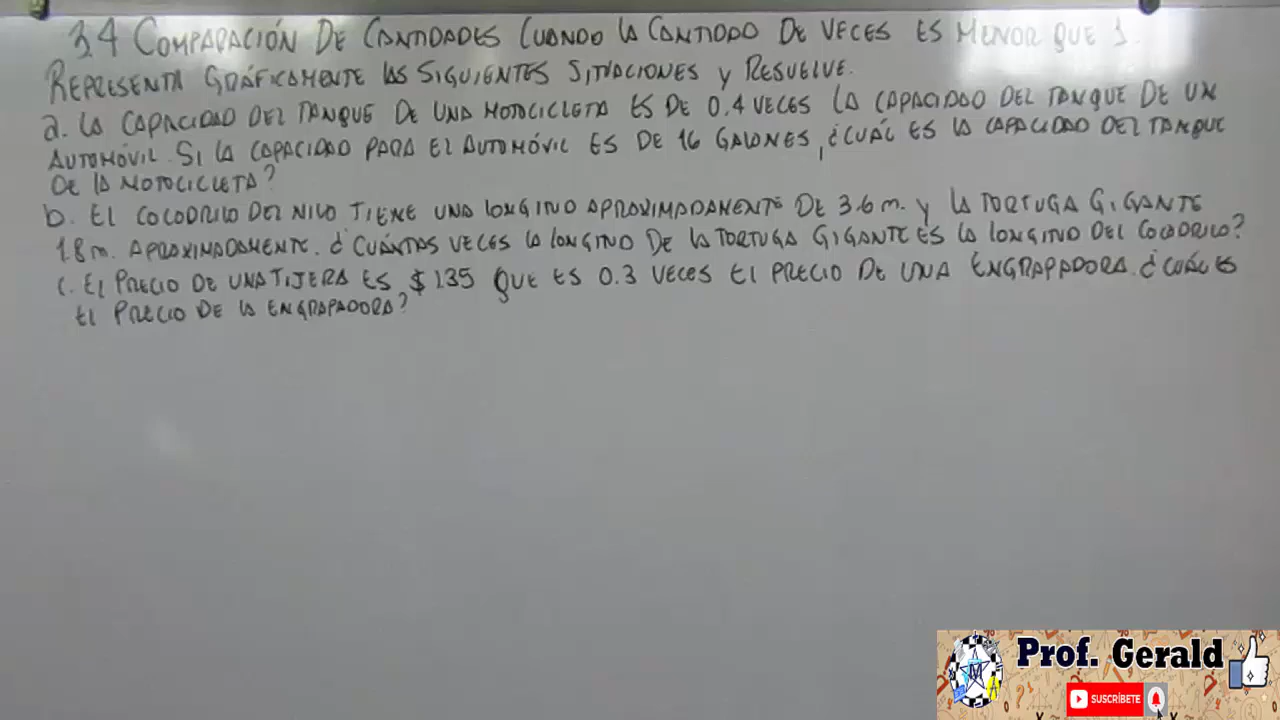 3.4 COMPARACIÓN DE CANTIDADES CUANDO LA CANTIDAD DE VECES ES MENOR QUE 1.
REPRESENTA GRÁFICAMENTE LAS SIGUIENTES SITUACIONES Y RESUELVE.
a. LA CAPACIDAD DEL TANQUE DE UNA MOTOCICLETA ES DE 0.4 VECES LA CAPACIDAD DEL TANQUE DE UN
AUTOMÓVIL. SI LA CAPACIDAD PARA EL AUTOMÓVIL ES DE 16 GALONES, ¿CUÁL ES LA CAPACIDAD DEL TANQUE
DE LA MOTOCICLETA?
b. EL COCODRILO DEL NILO TIENE UNA LONGITUD APROXIMADAMENTE DE 3.6 m. Y LA TORTUGA GIGANTE
1.8 m. APROXIMADAMENTE. ¿CUÁNTAS VECES LA LONGITUD DE LA TORTUGA GIGANTE ES LA LONGITUD DEL COCODRILO?
c. EL PRECIO DE UNA TIJERA ES $1.35 QUE ES 0.3 VECES EL PRECIO DE UNA ENGRAPADORA. ¿CUÁL ES
EL PRECIO DE LA ENGRAPADORA?
Prof. Gerald
SUSCRÍBETE